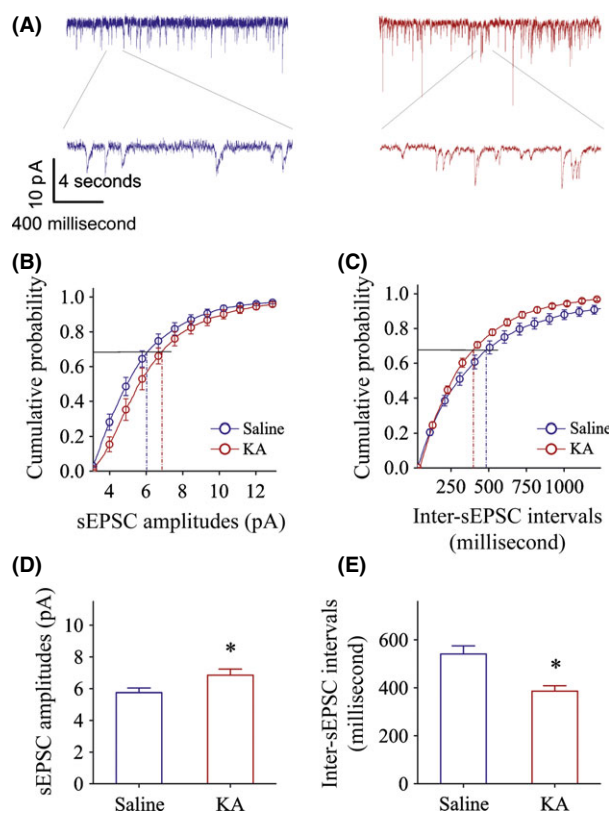 (A)
10 pA
4 seconds
400 millisecond
(B)
Cumulative probability
1.0
0.8
0.6
0.4
0.2
0.0
Saline
KA
4 6 8 10 12
sEPSC amplitudes (pA)
(C)
Cumulative probability
1.0
0.8
0.6
0.4
0.2
0.0
Saline
KA
250 500 750 1000
Inter-sEPSC intervals
(millisecond)
(D)
sEPSC amplitudes (pA)
10
8
6
4
2
0
*
Saline KA
(E)
Inter-sEPSC intervals
(millisecond)
600
400
200
0
*
Saline KA